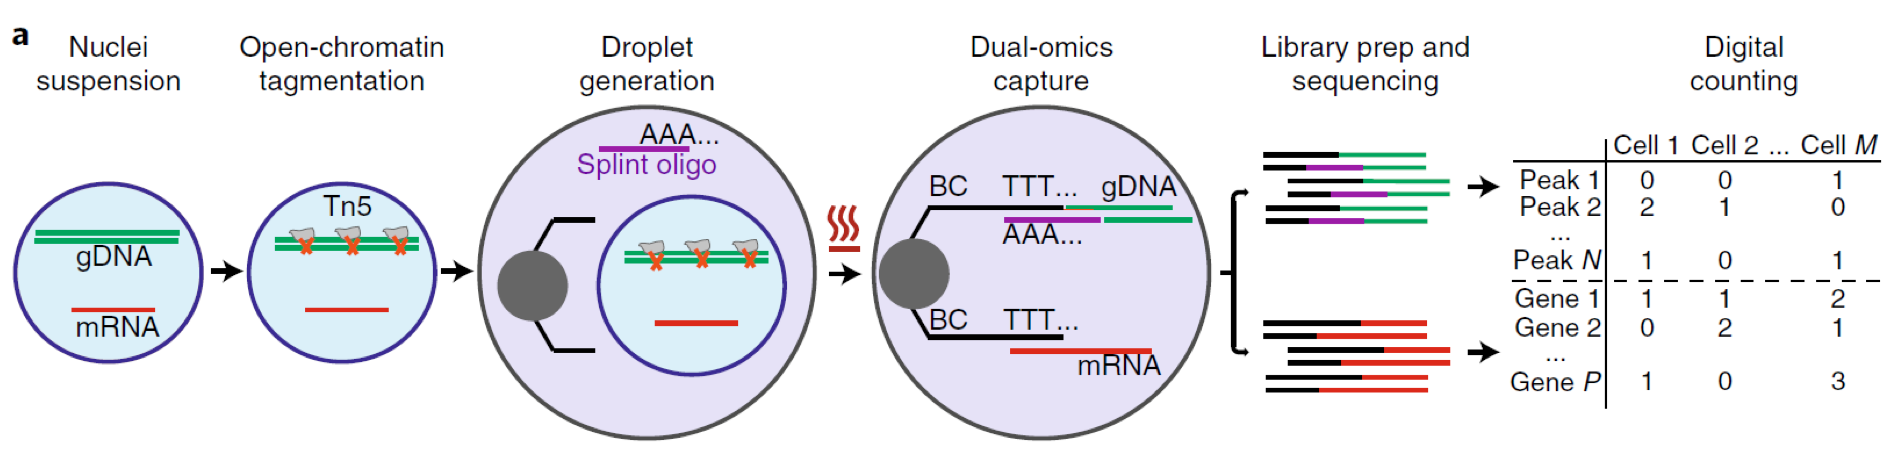 a
Nuclei
suspension
Open-chromatin
tagmentation
Droplet
generation
Dual-omics
capture
Library prep and
sequencing
Digital
counting
gDNA
mRNA
Tn5
AAA...
Splint oligo
BC TTT... gDNA
AAA...
BC TTT...
mRNA
Cell 1 Cell 2 ... Cell M
Peak 1 0 0 1
Peak 2 2 1 0
...
Peak N 1 0 1
Gene 1 1 1 2
Gene 2 0 2 1
...
Gene P 1 0 3